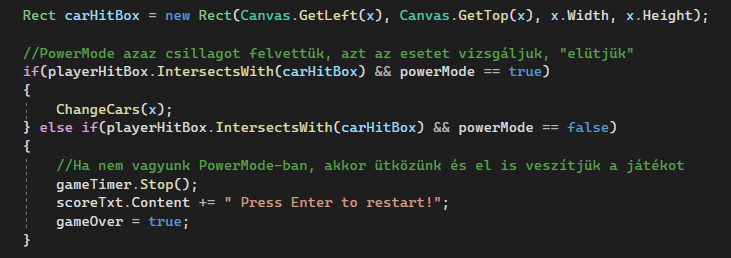 Rect carHitBox = new Rect(Canvas.GetLeft(x), Canvas.GetTop(x), x.Width, x.Height);
//PowerMode azaz csillagot felvettük, azt az esetet vizsgáljuk, "elütjük"
if(playerHitBox.IntersectsWith(carHitBox) && powerMode == true)
{
ChangeCars(x);
} else if(playerHitBox.IntersectsWith(carHitBox) && powerMode == false)
{
//Ha nem vagyunk PowerMode-ban, akkor ütközünk és el is veszítjük a játékot
gameTimer.Stop();
scoreTxt.Content += " Press Enter to restart!";
gameOver = true;
}